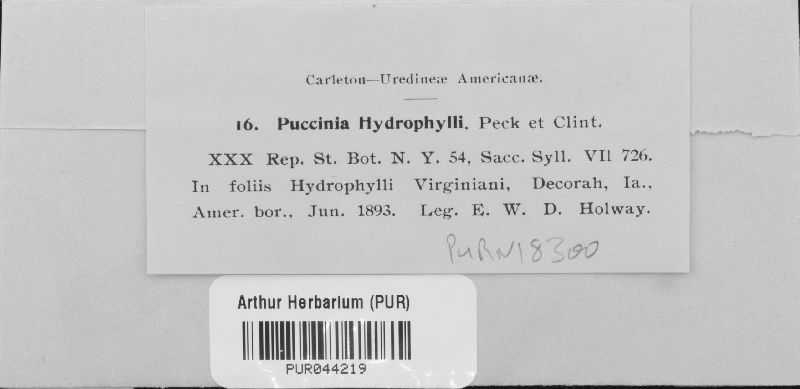 Carleton—Uredineæ Americanæ.
16. Puccinia Hydrophylli, Peck et Clint.
XXX Rep. St. Bot. N. Y. 54, Sacc. Syll. VII 726.
In foliis Hydrophylli Virginiani, Decorah, Ia.,
Amer. bor., Jun. 1893. Leg. E. W. D. Holway.
PURN18300
Arthur Herbarium (PUR)
PUR044219